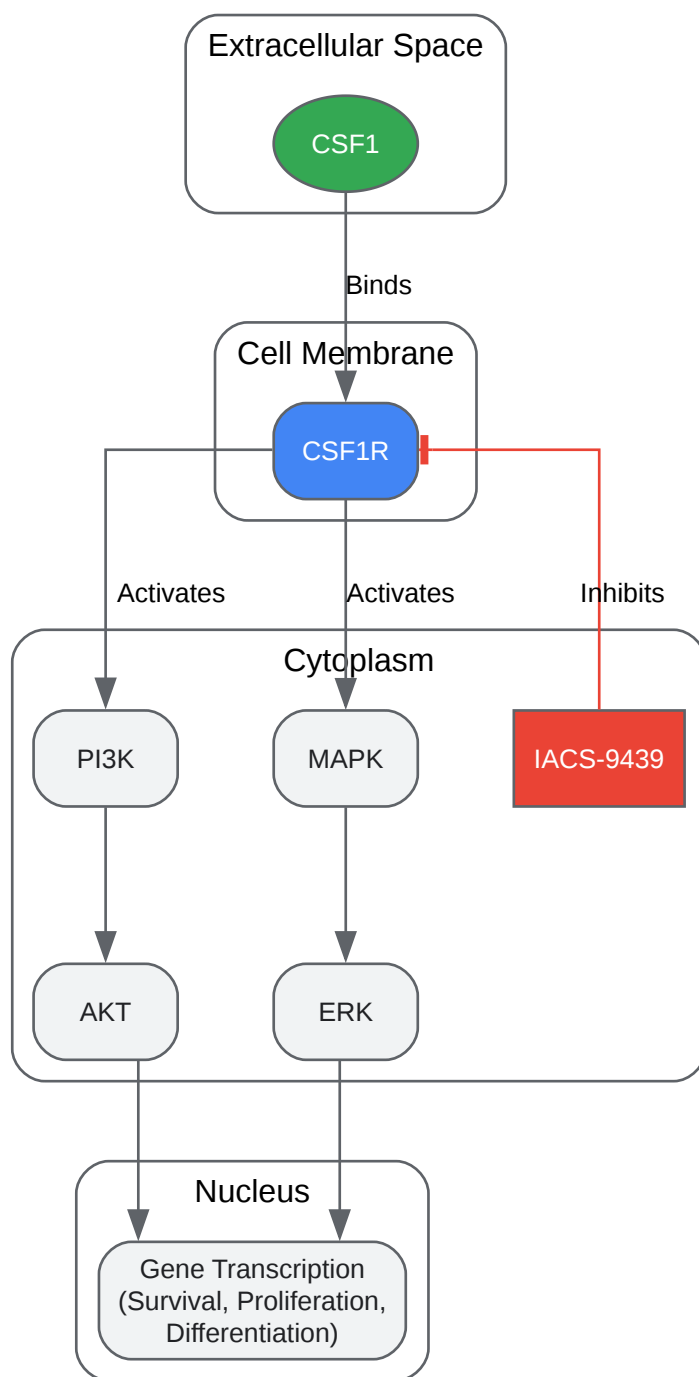 Extracellular Space
CSF1
Binds
Cell Membrane
CSF1R
Activates
Activates
Inhibits
Cytoplasm
PI3K
MAPK
IACS-9439
AKT
ERK
Nucleus
Gene Transcription
(Survival, Proliferation,
Differentiation)